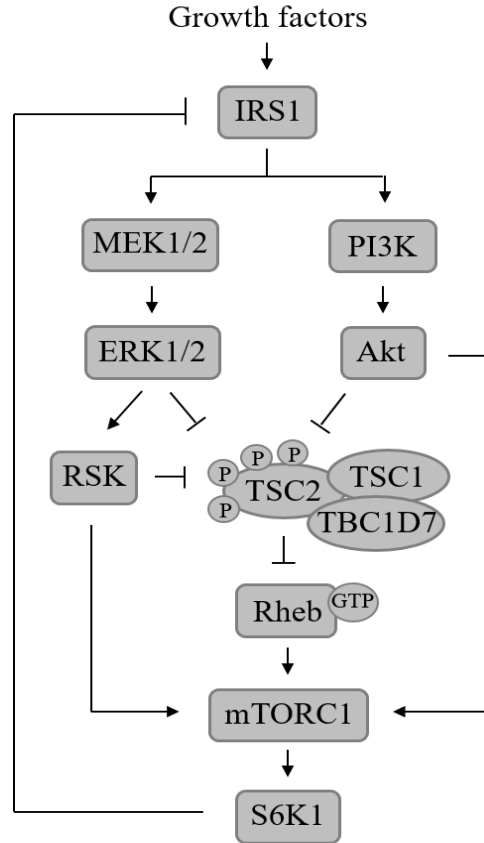 Growth factors
IRS1
MEK1/2
PI3K
ERK1/2
Akt
P
P
P
P
RSK
TSC2
TSC1
TBC1D7
Rheb
GTP
mTORC1
S6K1